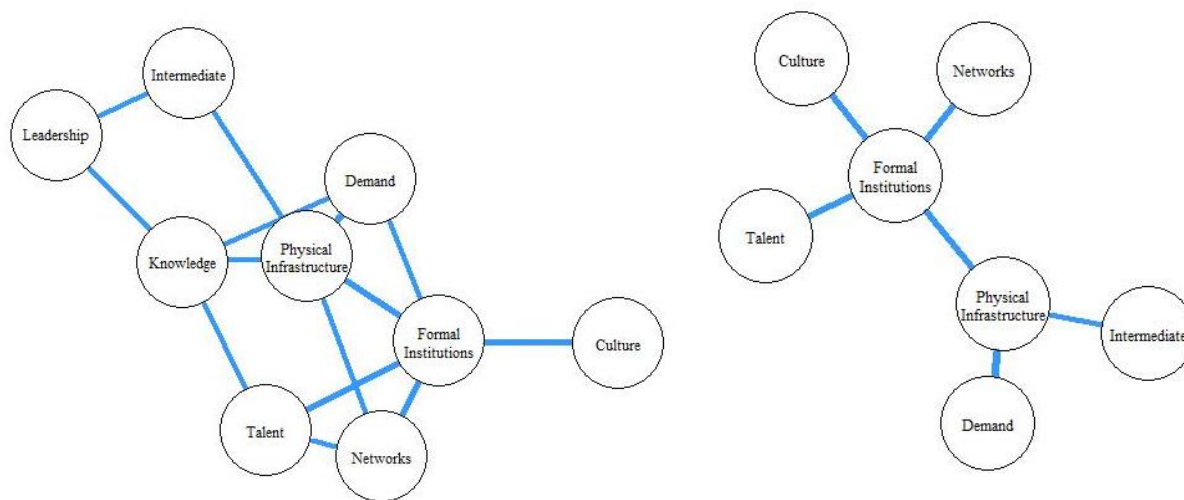 Intermediate
Leadership
Demand
Knowledge
Physical
Infrastructure
Formal
Institutions
Culture
Talent
Networks
Culture
Networks
Formal
Institutions
Talent
Physical
Infrastructure
Intermediate
Demand